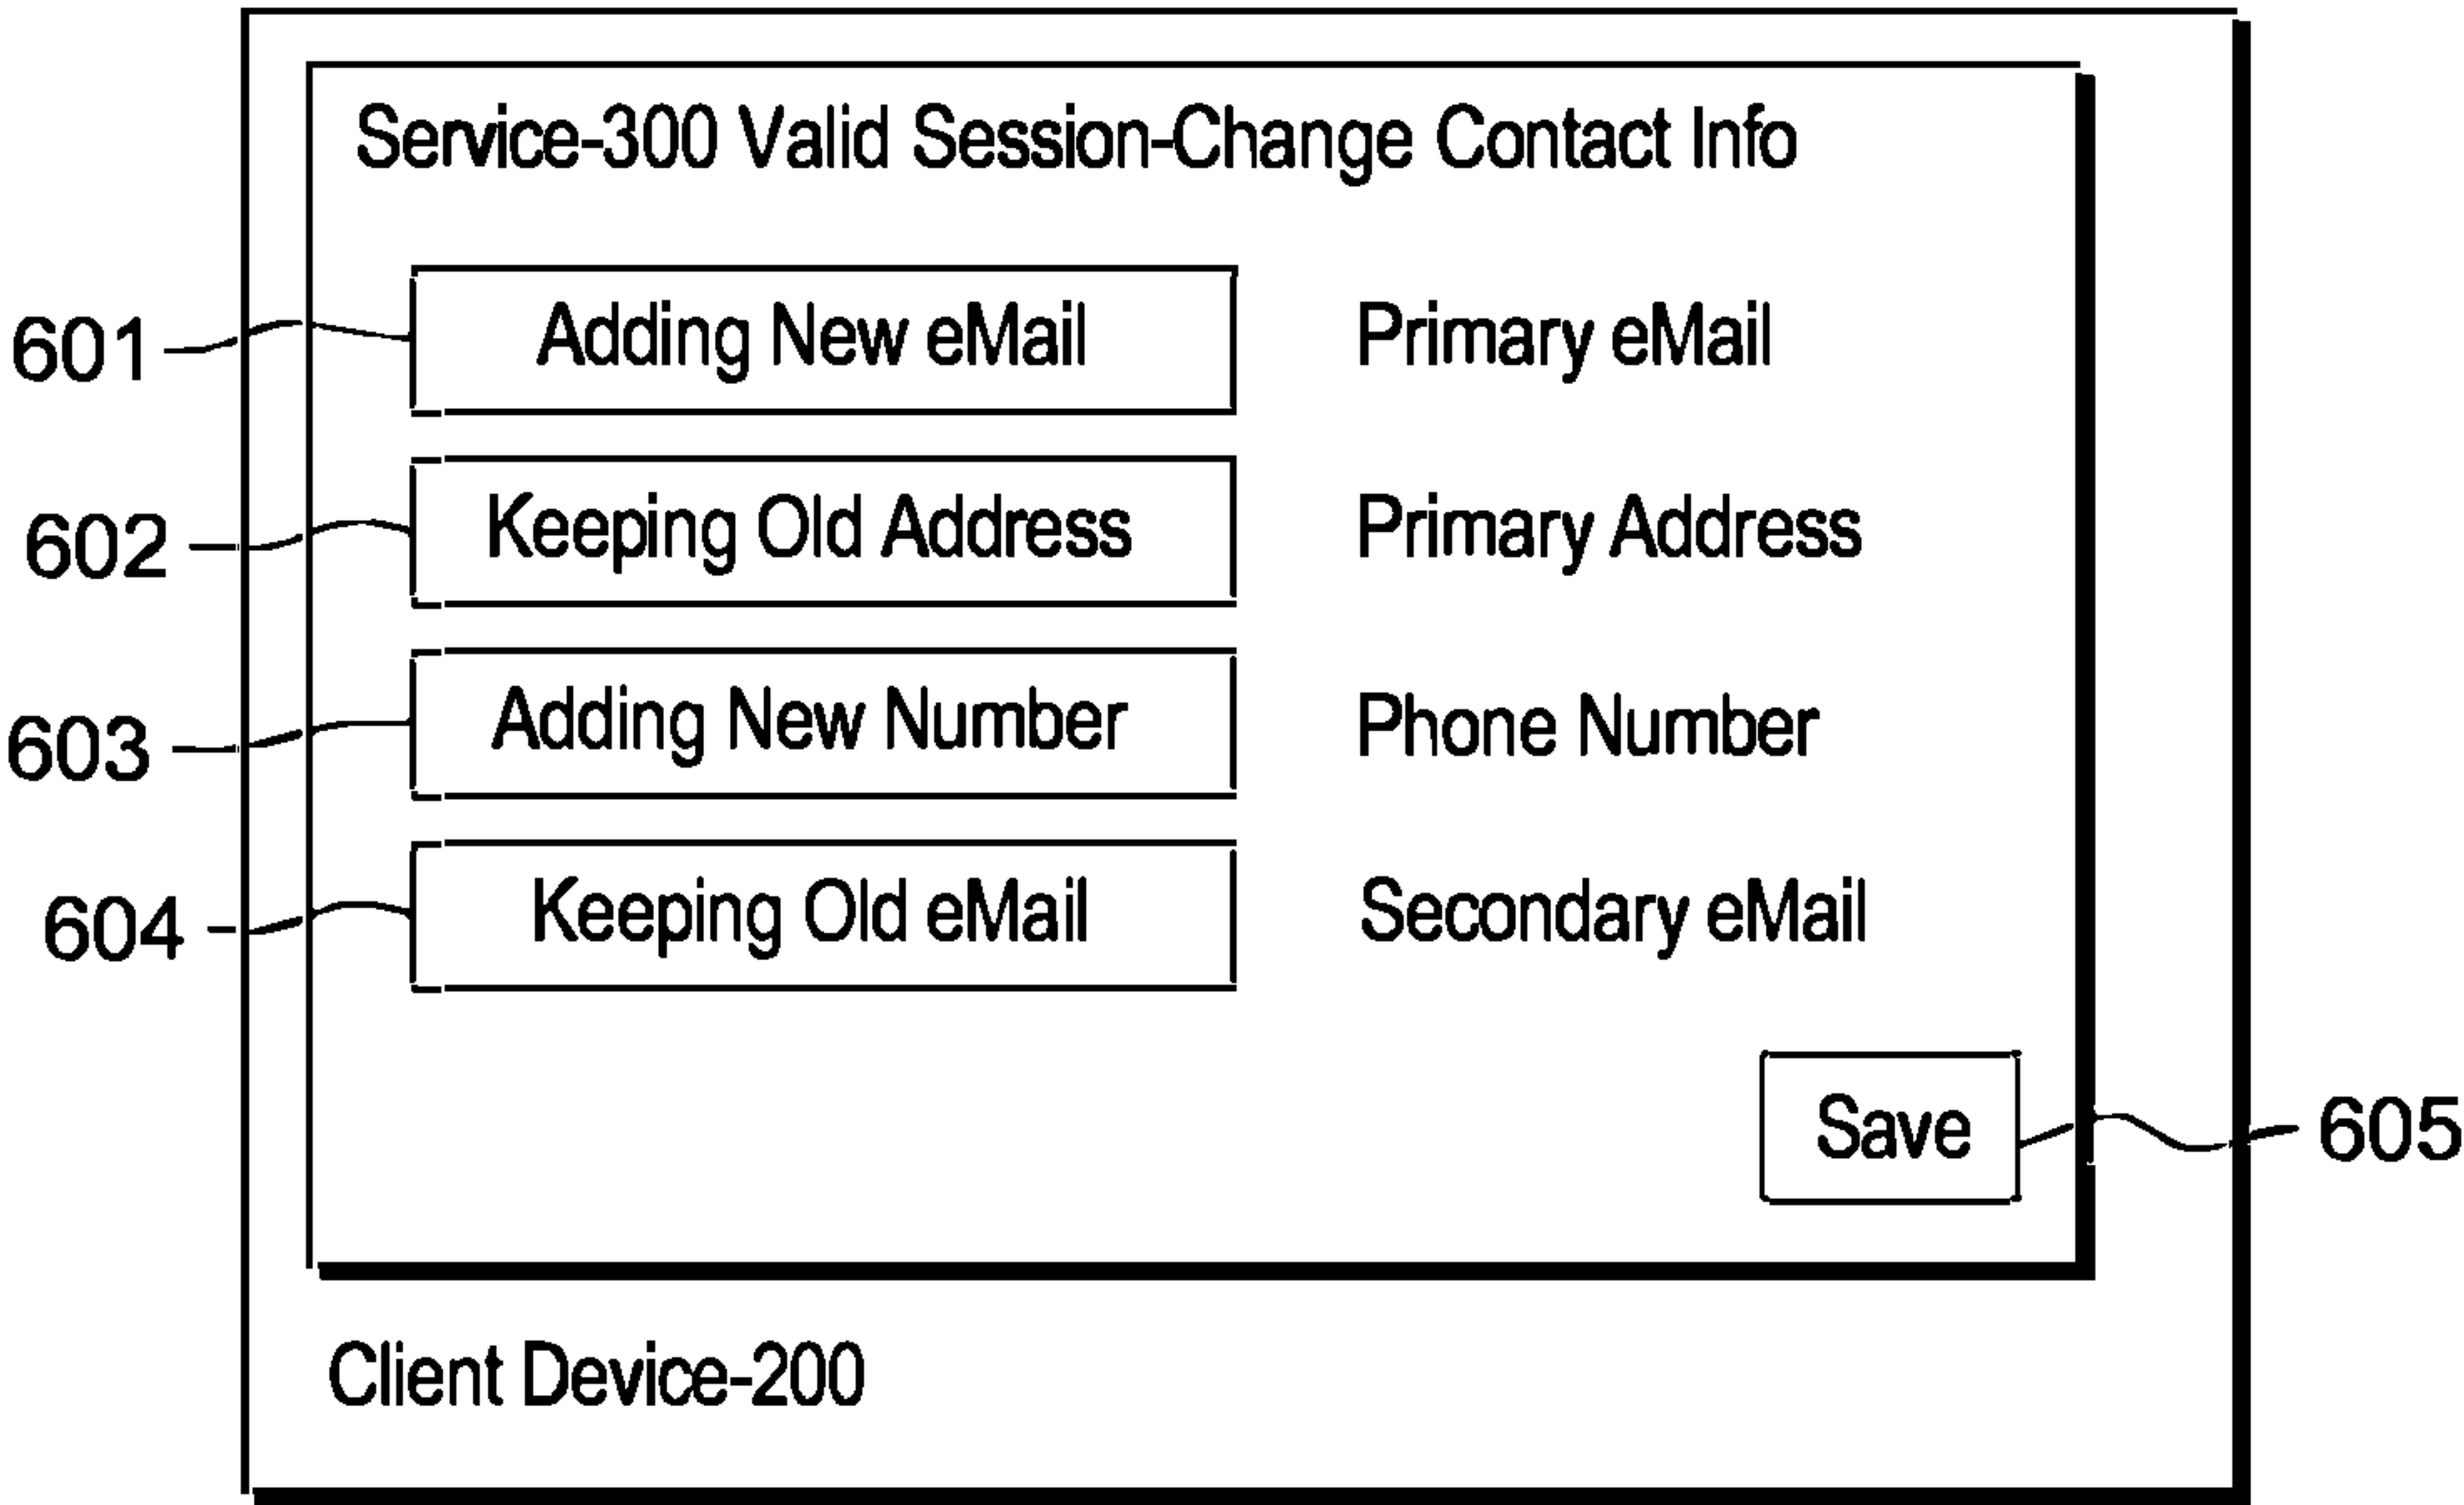 Service-300 Valid Session-Change Contact Info
601 Adding New eMail Primary eMail
602 Keeping Old Address Primary Address
603 Adding New Number Phone Number
604 Keeping Old eMail Secondary eMail
Save 605
Client Device-200